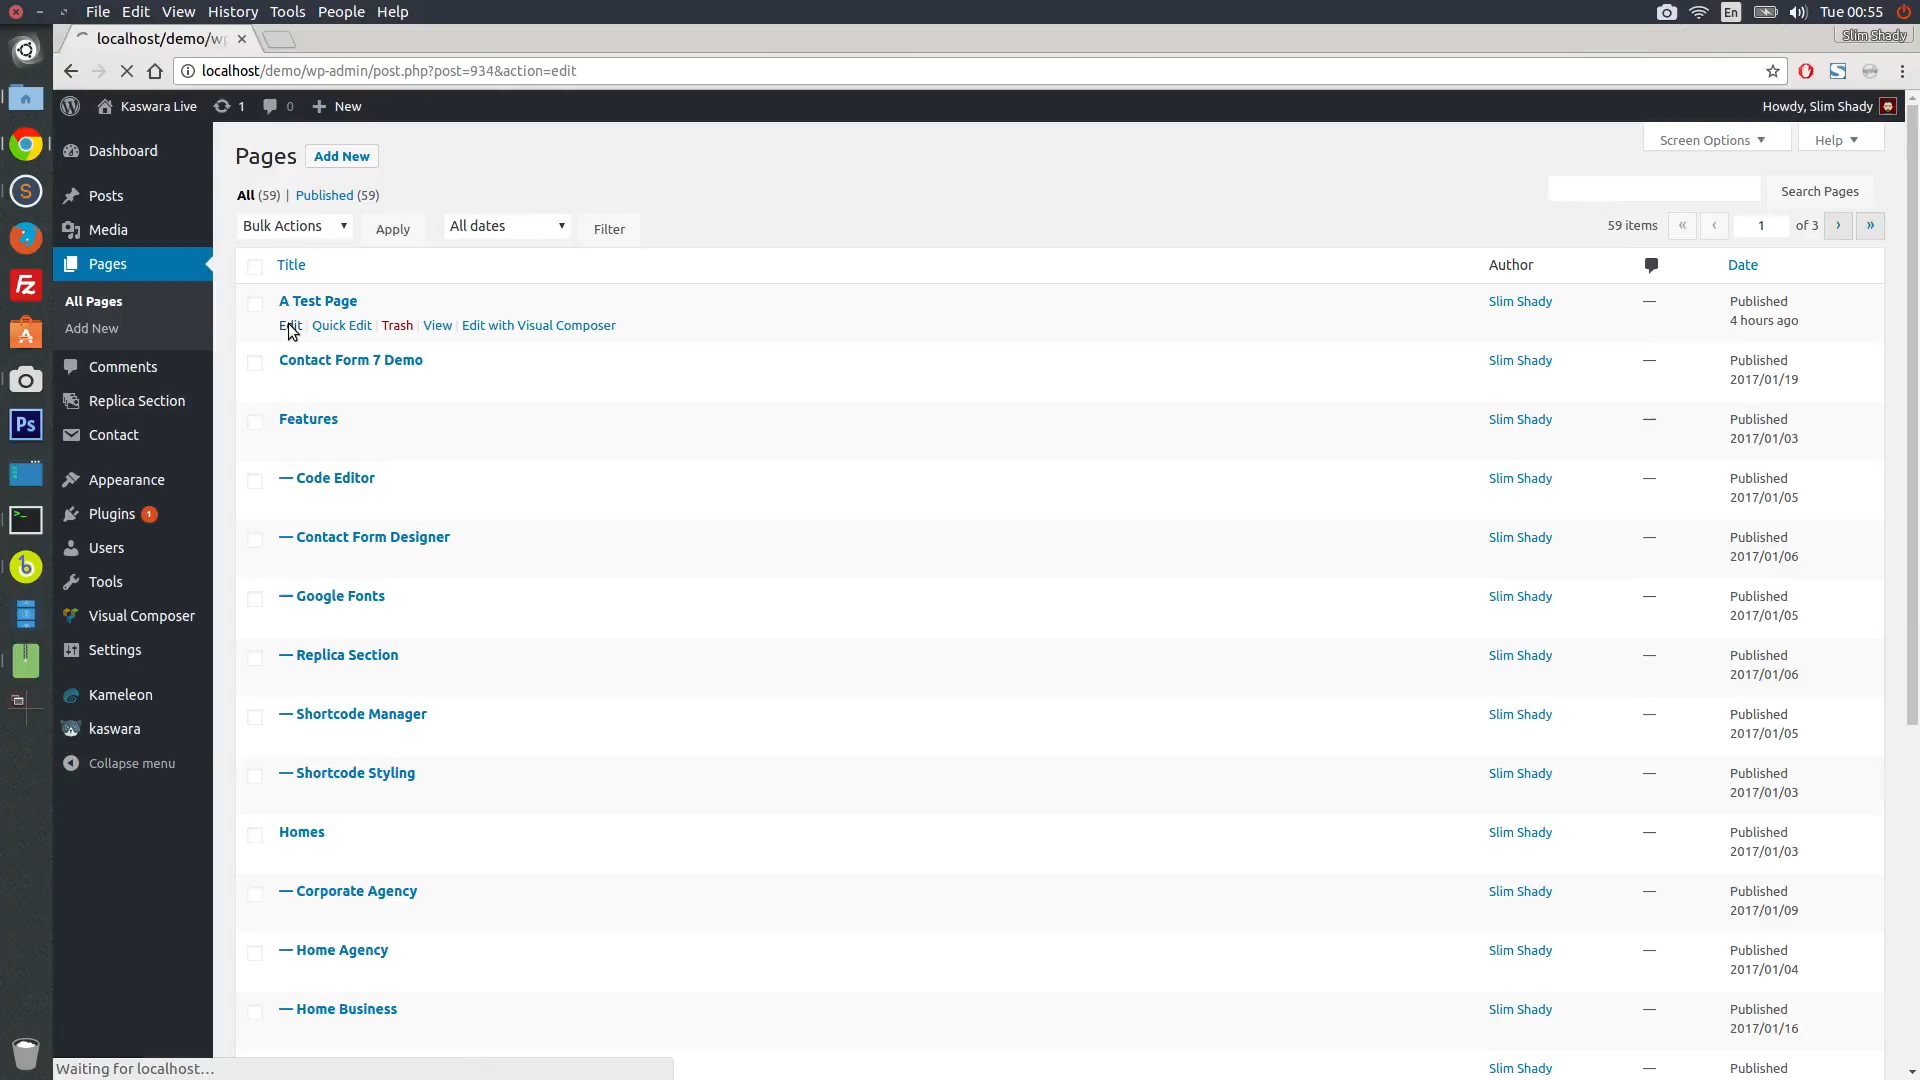 File Edit View History Tools People Help
En Tue 00:55
localhost/demo/wp
Slim Shady
localhost/demo/wp-admin/post.php?post=934&action=edit
Kaswara Live 1 0 New
Howdy, Slim Shady
Dashboard
Posts
Media
Pages
All Pages
Add New
Comments
Replica Section
Contact
Appearance
Plugins 1
Users
Tools
Visual Composer
Settings
Kameleon
kaswara
Collapse menu
Pages Add New
Screen Options Help
All (59) | Published (59)
Search Pages
Bulk Actions Apply All dates Filter
59 items « ‹ 1 of 3 › »
Title Author Date
A Test Page Slim Shady — Published
4 hours ago
Edit | Quick Edit | Trash | View | Edit with Visual Composer
Contact Form 7 Demo Slim Shady — Published
2017/01/19
Features Slim Shady — Published
2017/01/03
— Code Editor Slim Shady — Published
2017/01/05
— Contact Form Designer Slim Shady — Published
2017/01/06
— Google Fonts Slim Shady — Published
2017/01/05
— Replica Section Slim Shady — Published
2017/01/06
— Shortcode Manager Slim Shady — Published
2017/01/05
— Shortcode Styling Slim Shady — Published
2017/01/03
Homes Slim Shady — Published
2017/01/03
— Corporate Agency Slim Shady — Published
2017/01/09
— Home Agency Slim Shady — Published
2017/01/04
— Home Business Slim Shady — Published
2017/01/16
Slim Shady — Published
Waiting for localhost...
S
Fz
A
Ps
>_
b